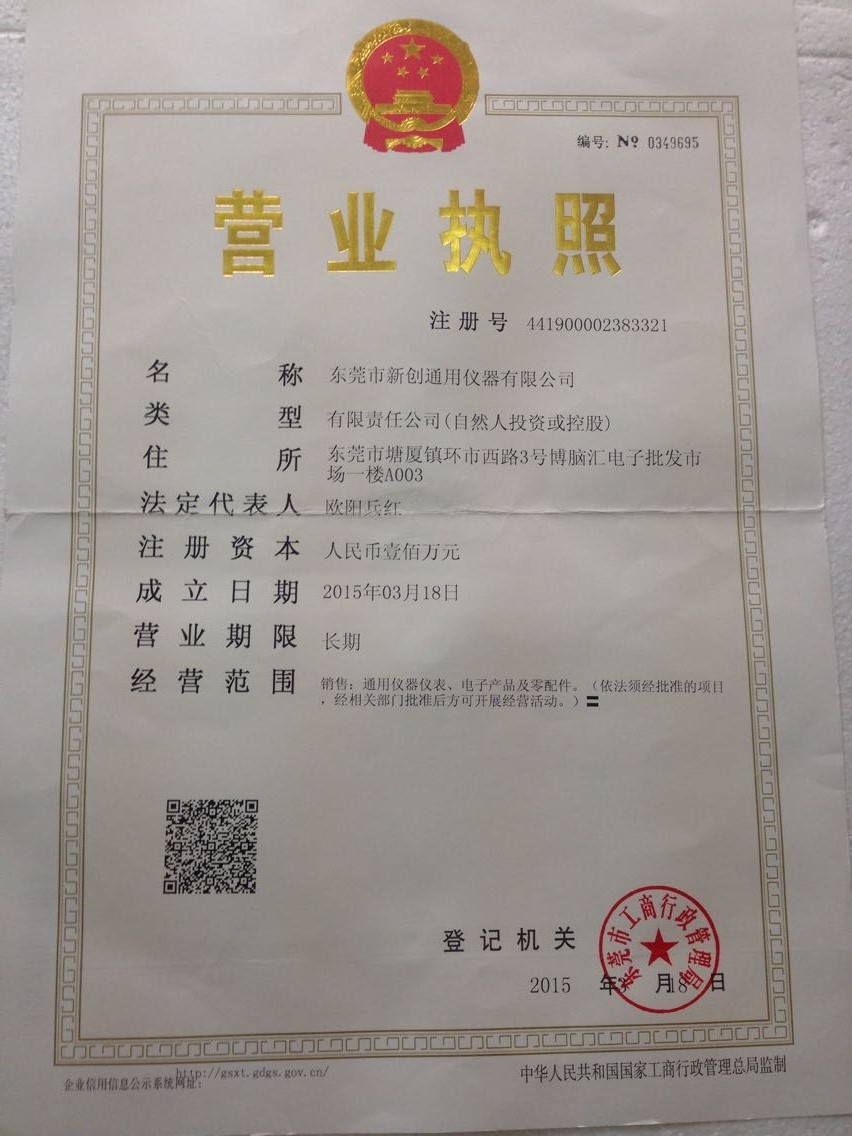 编号: № 0349695
营业执照
注册号 441900002383321
名称 东莞市新创通用仪器有限公司
类型 有限责任公司(自然人投资或控股)
住所 东莞市塘厦镇环市西路3号博脑汇电子批发市
场一楼A003
法定代表人 欧阳兵红
注册资本 人民币壹佰万元
成立日期 2015年03月18日
营业期限 长期
经营范围 销售：通用仪器仪表、电子产品及零配件。（依法须经批准的项目
，经相关部门批准后方可开展经营活动。）〓
登记机关
东莞市工商行政管理局
2015 年 月18日
企业信用信息公示系统网址: http://gsxt.gdgs.gov.cn/
中华人民共和国国家工商行政管理总局监制